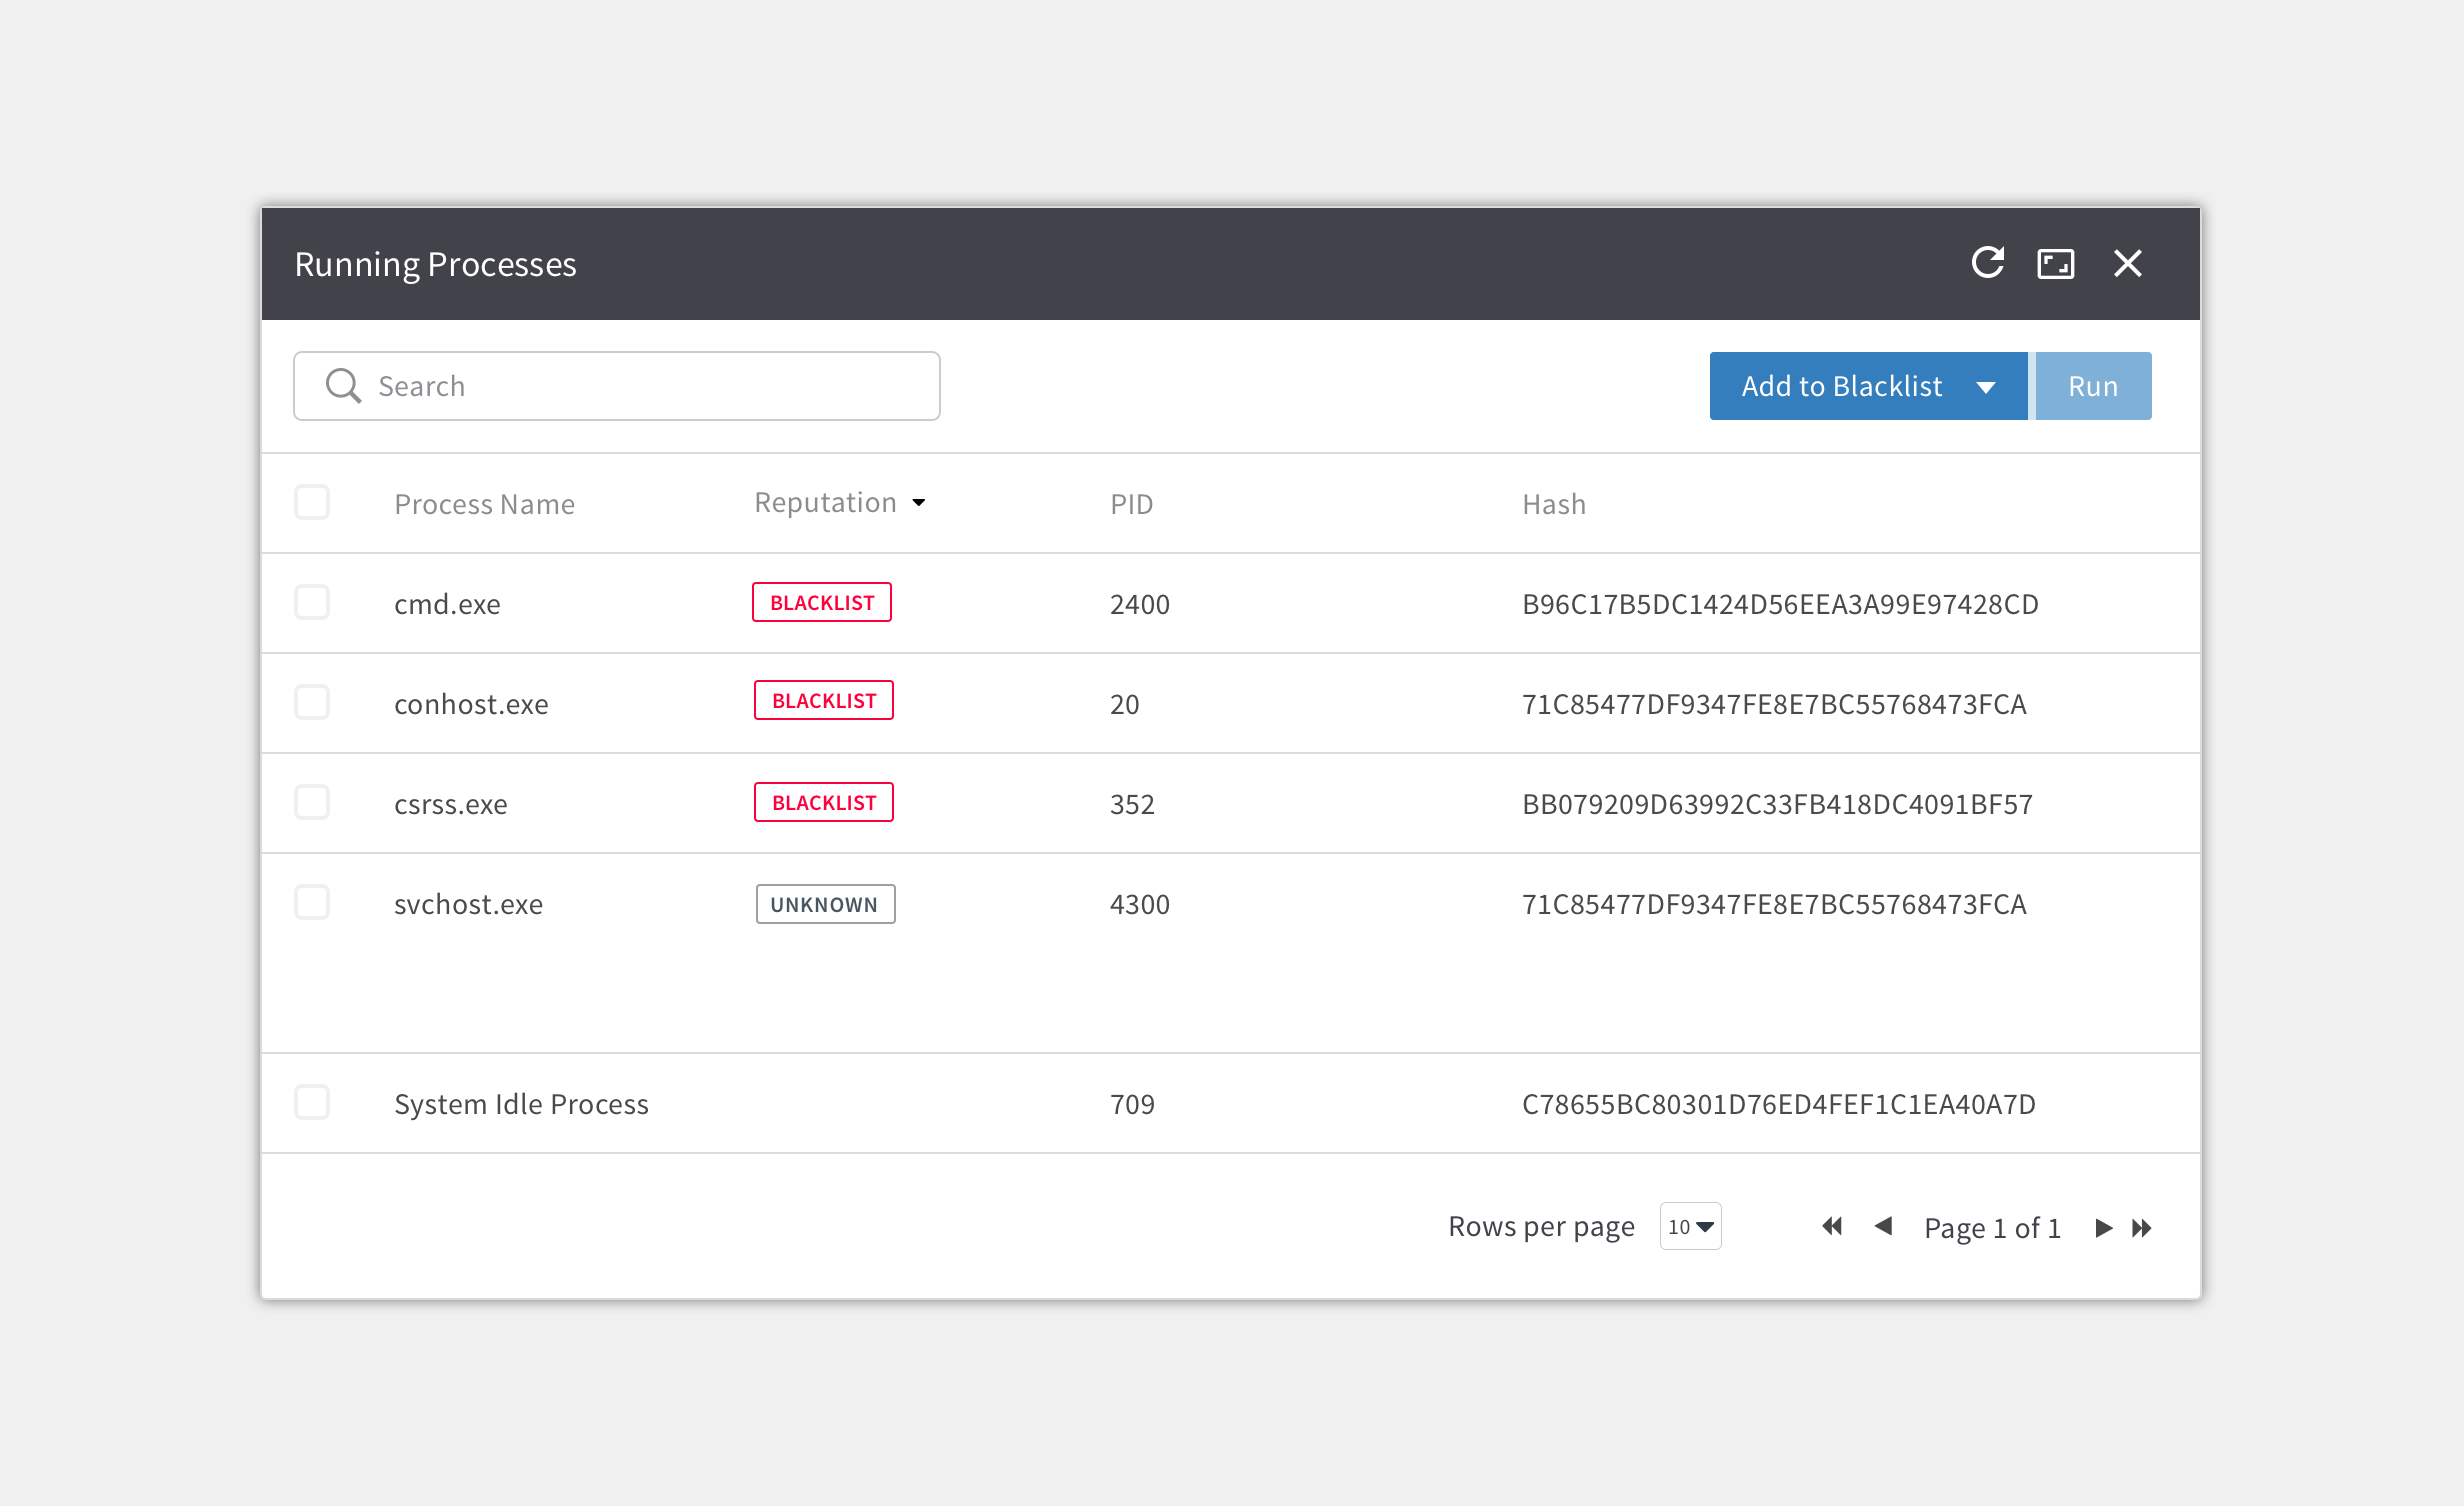 Running Processes
Search
Add to Blacklist
Run
Process Name Reputation PID Hash
cmd.exe BLACKLIST 2400 B96C17B5DC1424D56EEA3A99E97428CD
conhost.exe BLACKLIST 20 71C85477DF9347FE8E7BC55768473FCA
csrss.exe BLACKLIST 352 BB079209D63992C33FB418DC4091BF57
svchost.exe UNKNOWN 4300 71C85477DF9347FE8E7BC55768473FCA
System Idle Process 709 C78655BC80301D76ED4FEF1C1EA40A7D
Rows per page 10 Page 1 of 1